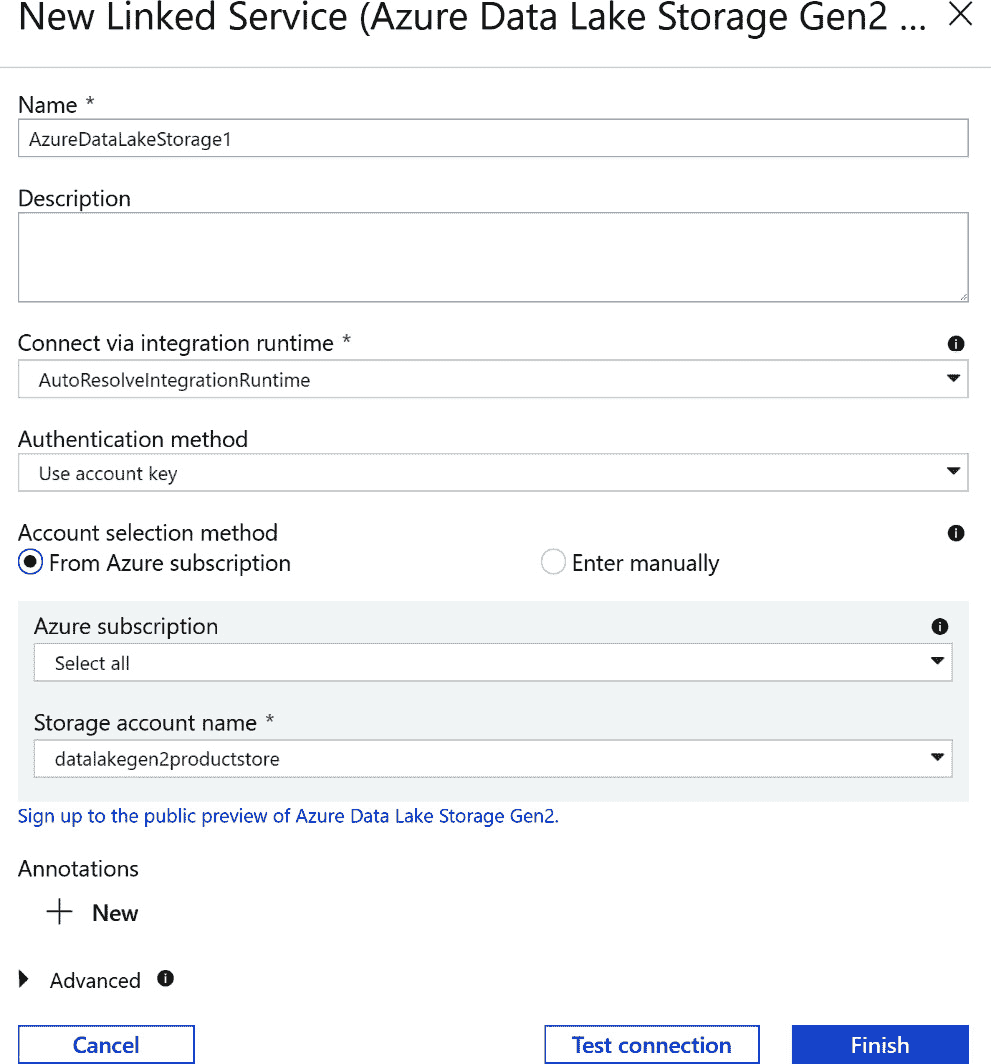 New Linked Service (Azure Data Lake Storage Gen2 ...
Name *
AzureDataLakeStorage1
Description
Connect via integration runtime *
AutoResolveIntegrationRuntime
Authentication method
Use account key
Account selection method
From Azure subscription Enter manually
Azure subscription
Select all
Storage account name *
datalakegen2productstore
Sign up to the public preview of Azure Data Lake Storage Gen2.
Annotations
New
Advanced
Cancel Test connection Finish